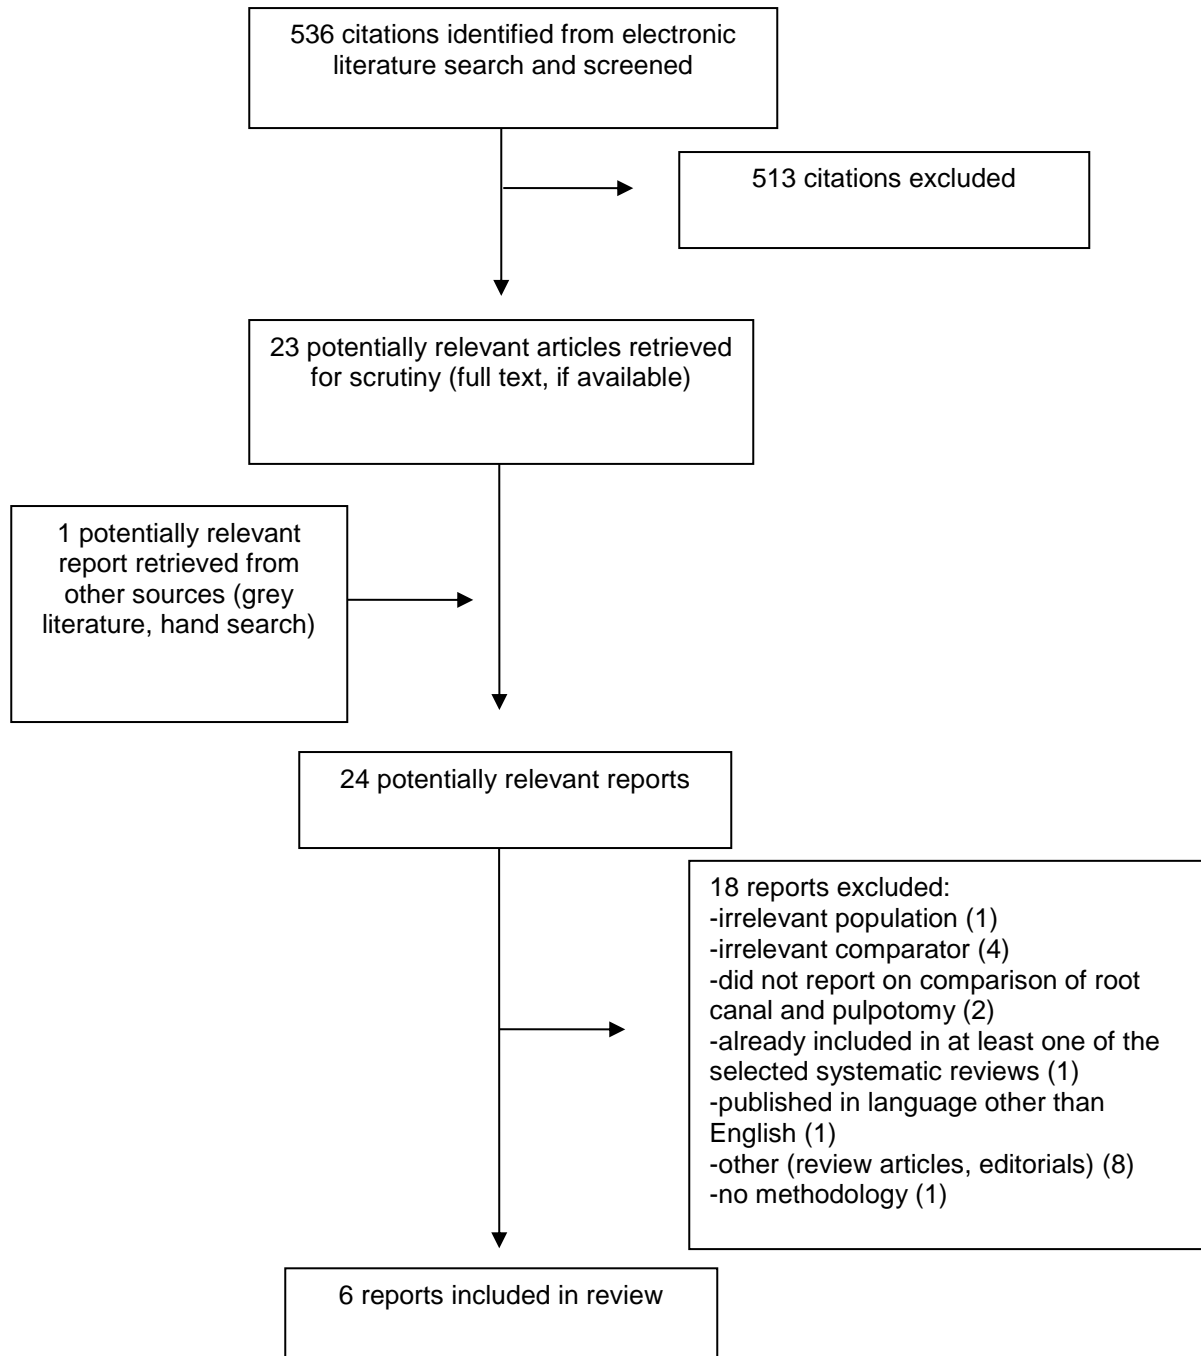 536 citations identified from electronic
literature search and screened
513 citations excluded
23 potentially relevant articles retrieved
for scrutiny (full text, if available)
1 potentially relevant
report retrieved from
other sources (grey
literature, hand search)
24 potentially relevant reports
18 reports excluded:
-irrelevant population (1)
-irrelevant comparator (4)
-did not report on comparison of root
canal and pulpotomy (2)
-already included in at least one of the
selected systematic reviews (1)
-published in language other than
English (1)
-other (review articles, editorials) (8)
-no methodology (1)
6 reports included in review